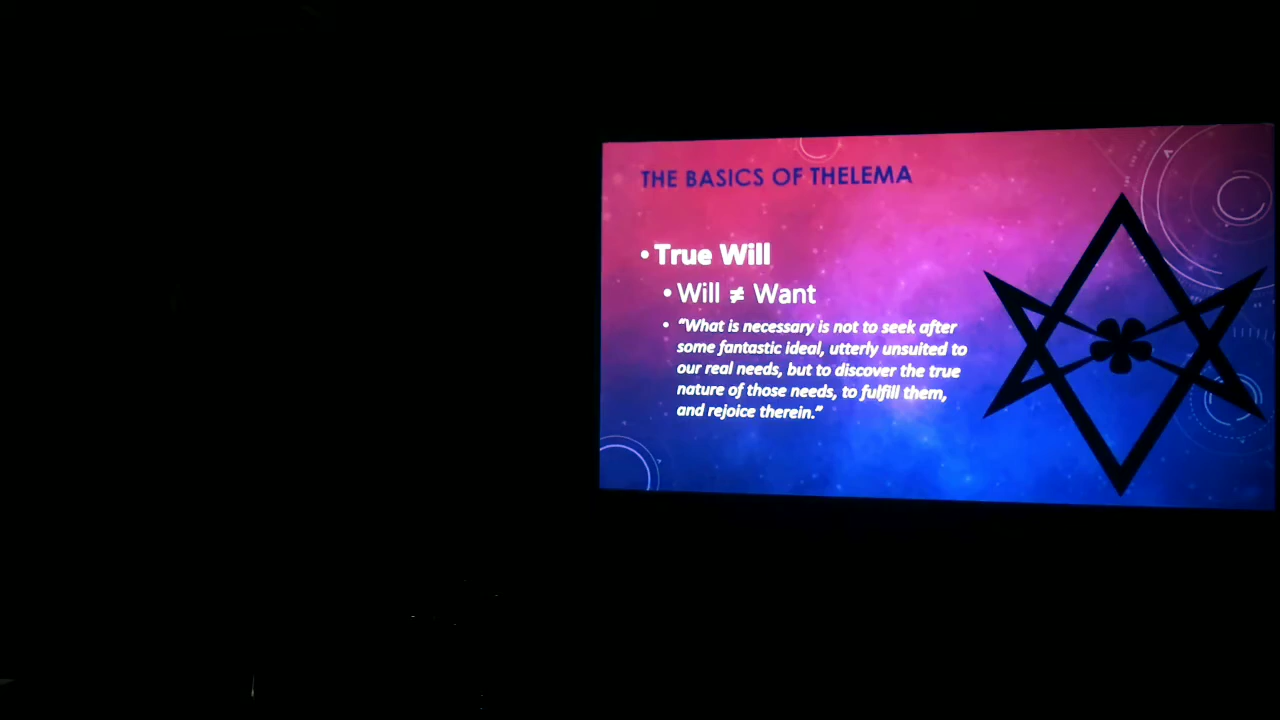 THE BASICS OF THELEMA
• True Will
• Will ≠ Want
• "What is necessary is not to seek after
some fantastic ideal, utterly unsuited to
our real needs, but to discover the true
nature of those needs, to fulfill them,
and rejoice therein."